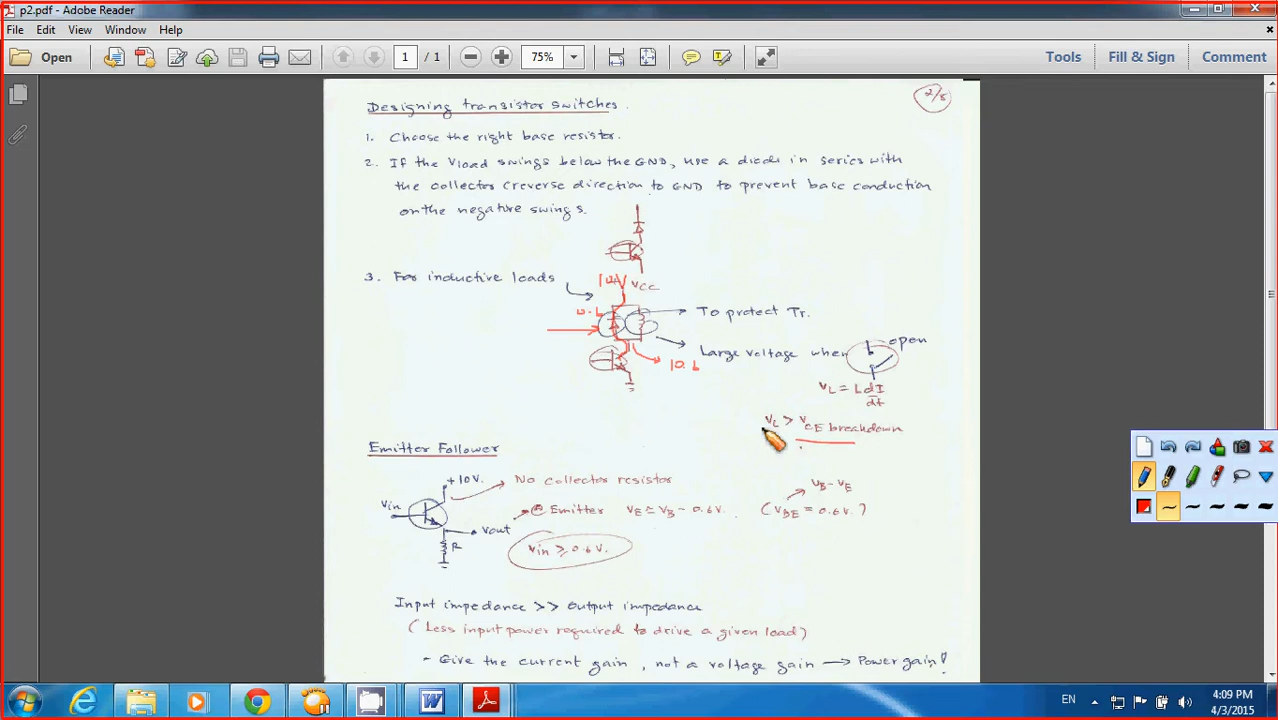 p2.pdf - Adobe Reader
File Edit View Window Help
Open 1 / 1 75% Tools Fill & Sign Comment
2/5
Designing transistor switches.
1. Choose the right base resistor.
2. If the Vload swings below the GND, use a diode in series with
the collector (reverse direction to GND to prevent base conduction
on the negative swings.
3. For inductive loads
VCC
To protect Tr.
Large voltage when open
10.6
VL = L dI/dt
VL > VCE breakdown
Emitter Follower
+10V.
No collector resistor
VB - VE
Vin
@ Emitter VE ≃ VB - 0.6V. (VBE = 0.6V.)
Vout
R
Vin ≥ 0.6V.
Input impedance >> Output impedance
(Less input power required to drive a given load)
- Give the current gain, not a voltage gain → Power gain!
EN
4:09 PM
4/3/2015